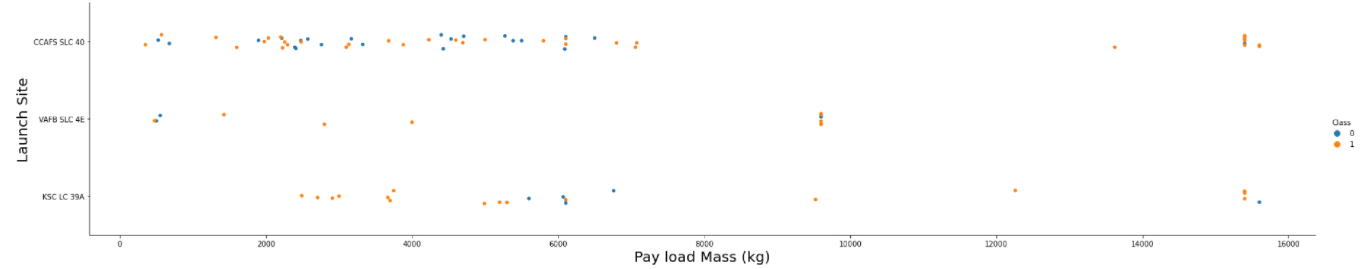 CCAFS SLC 40
VAFB SLC 4E
KSC LC 39A
Launch Site
0
2000
4000
6000
8000
10000
12000
14000
16000
Pay load Mass (kg)
Class
0
1